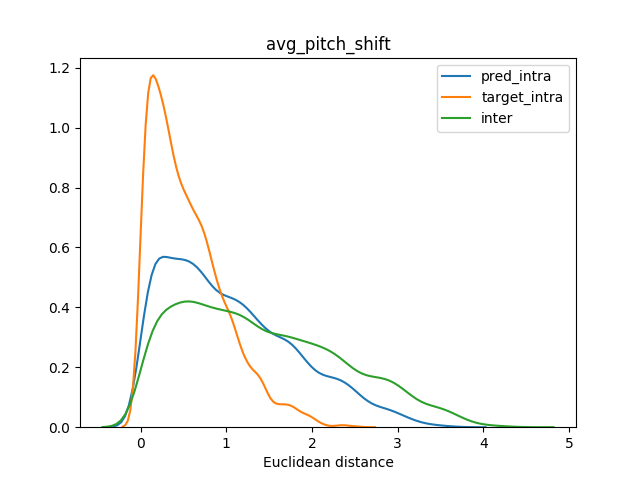 avg_pitch_shift
pred_intra
target_intra
inter
1.2
1.0
0.8
0.6
0.4
0.2
0.0
0 1 2 3 4 5
Euclidean distance